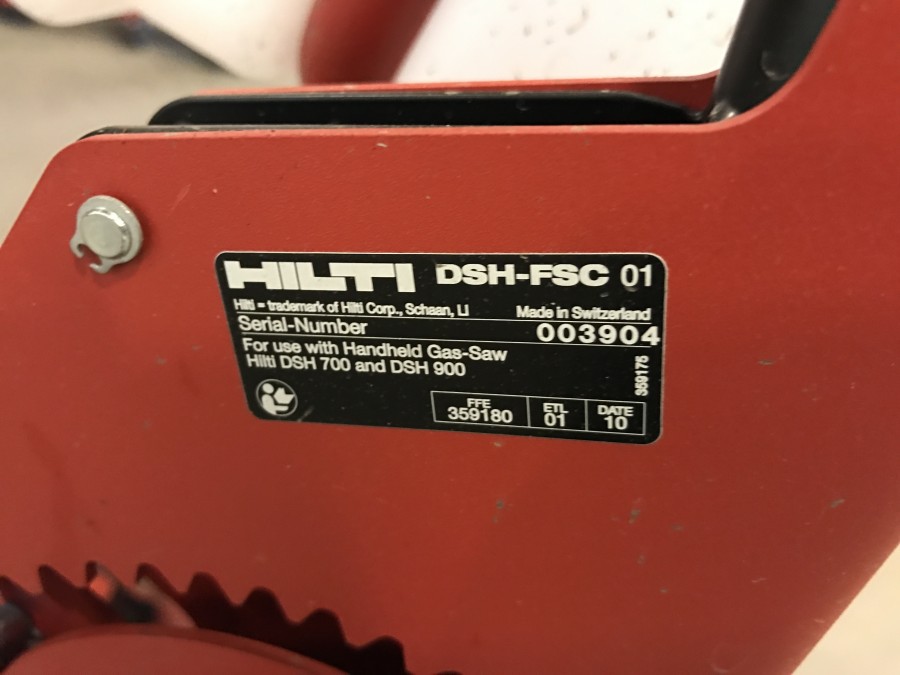 HILTI DSH-FSC 01
Hilti = trademark of Hilti Corp., Schaan, LI Made in Switzerland
Serial-Number 003904
For use with Handheld Gas-Saw
Hilti DSH 700 and DSH 900
359175
FFE ETL DATE
359180 01 10